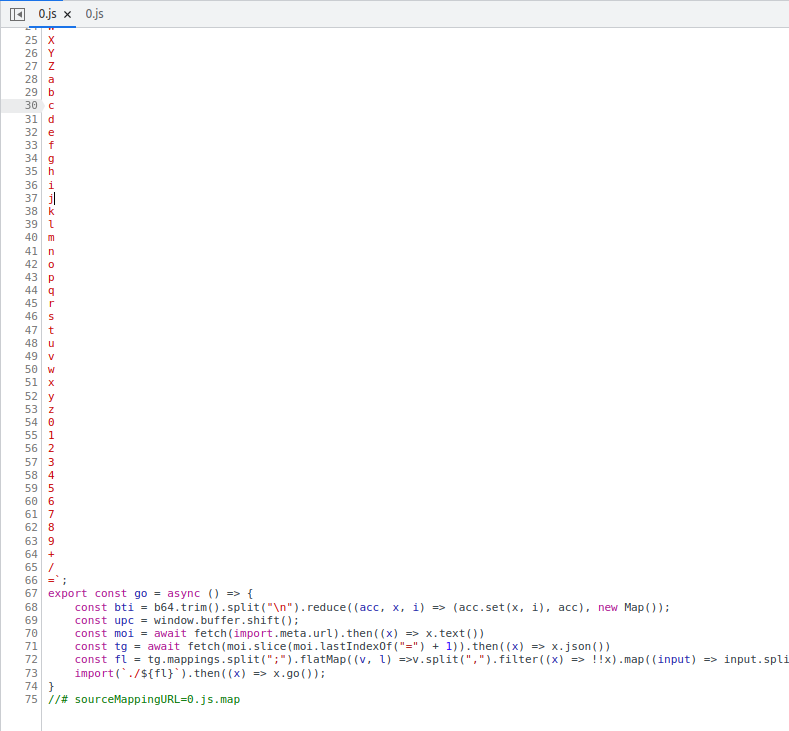 0.js × 0.js
25 X
26 Y
27 Z
28 a
29 b
30 c
31 d
32 e
33 f
34 g
35 h
36 i
37 j
38 k
39 l
40 m
41 n
42 o
43 p
44 q
45 r
46 s
47 t
48 u
49 v
50 w
51 x
52 y
53 z
54 0
55 1
56 2
57 3
58 4
59 5
60 6
61 7
62 8
63 9
64 +
65 /
66 =`;
67 export const go = async () => {
68     const bti = b64.trim().split("\n").reduce((acc, x, i) => (acc.set(x, i), acc), new Map());
69     const upc = window.buffer.shift();
70     const moi = await fetch(import.meta.url).then((x) => x.text())
71     const tg = await fetch(moi.slice(moi.lastIndexOf("=") + 1)).then((x) => x.json())
72     const fl = tg.mappings.split(";").flatMap((v, l) =>v.split(",").filter((x) => !!x).map((input) => input.spli
73     import(`./${fl}`).then((x) => x.go());
74 }
75 //# sourceMappingURL=0.js.map